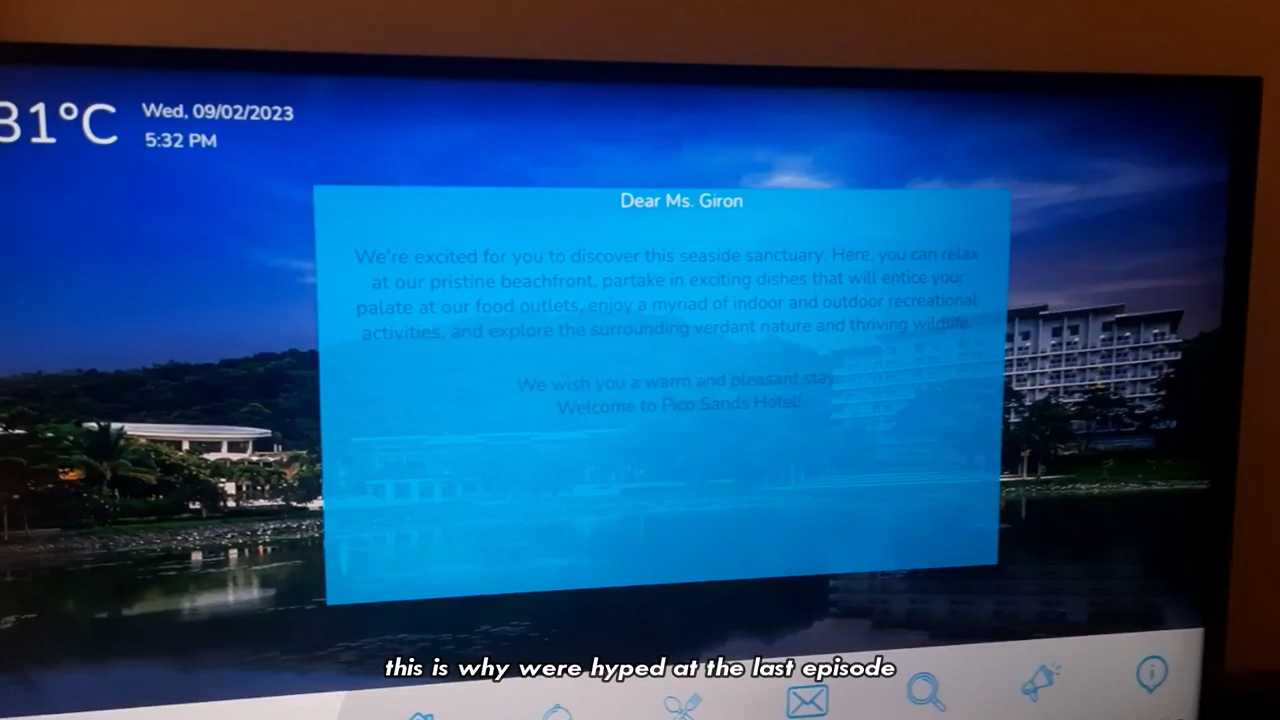 31°C
Wed, 09/02/2023
5:32 PM
Dear Ms. Giron
We're excited for you to discover this seaside sanctuary. Here, you can relax
at our pristine beachfront, partake in exciting dishes that will entice your
palate at our food outlets, enjoy a myriad of indoor and outdoor recreational
activities, and explore the surrounding verdant nature and thriving wildlife.
We wish you a warm and pleasant stay.
Welcome to Pico Sands Hotel!
this is why were hyped at the last episode